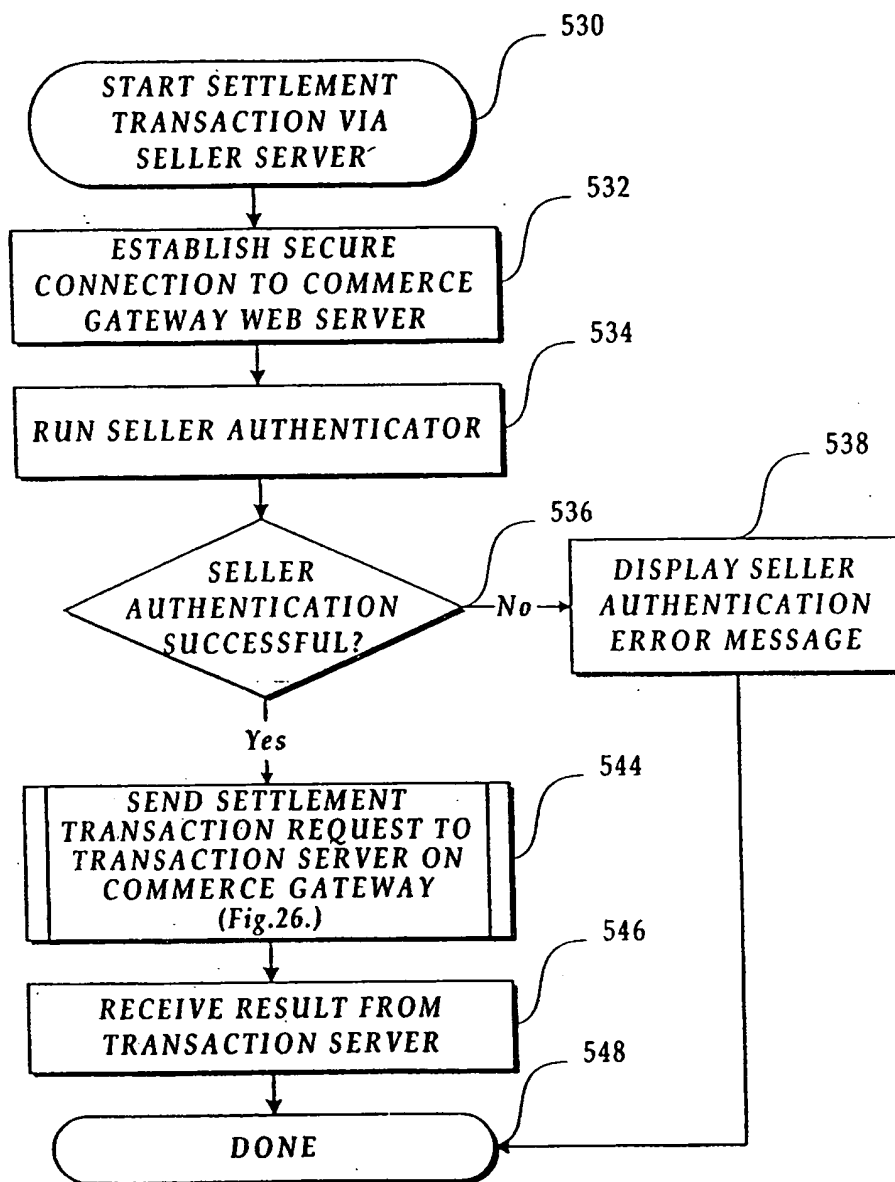 530
START SETTLEMENT
TRANSACTION VIA
SELLER SERVER
532
ESTABLISH SECURE
CONNECTION TO COMMERCE
GATEWAY WEB SERVER
534
RUN SELLER AUTHENTICATOR
536
SELLER
AUTHENTICATION
SUCCESSFUL?
No
538
DISPLAY SELLER
AUTHENTICATION
ERROR MESSAGE
Yes
544
SEND SETTLEMENT
TRANSACTION REQUEST TO
TRANSACTION SERVER ON
COMMERCE GATEWAY
(Fig.26.)
546
RECEIVE RESULT FROM
TRANSACTION SERVER
548
DONE